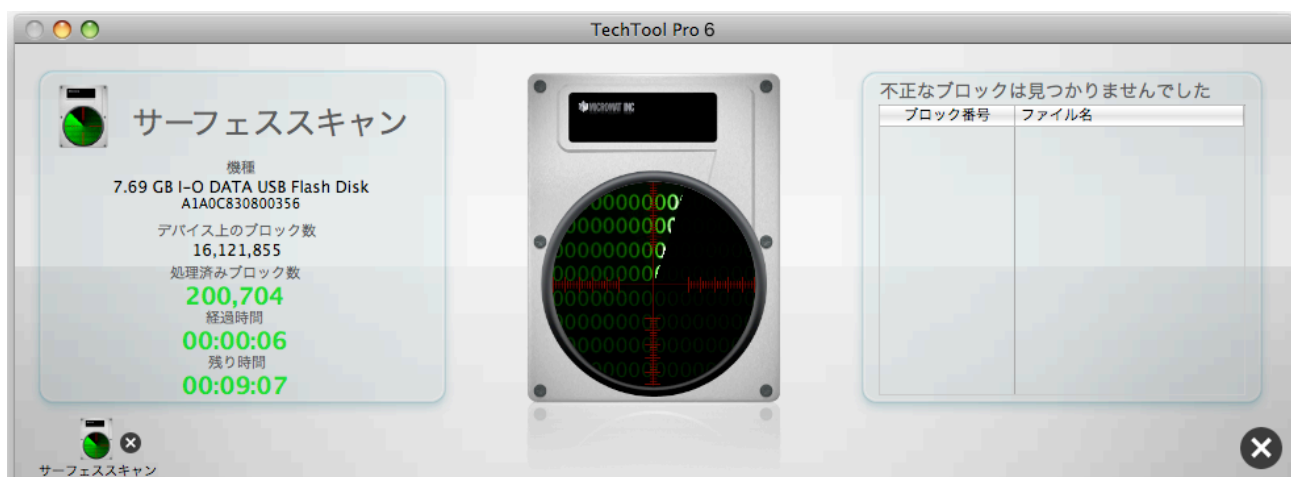 TechTool Pro 6
サーフェススキャン
機種
7.69 GB I-O DATA USB Flash Disk
A1A0C830800356
デバイス上のブロック数
16,121,855
処理済みブロック数
200,704
経過時間
00:00:06
残り時間
00:09:07
サーフェススキャン
MICROMAT INC
不正なブロックは見つかりませんでした
ブロック番号 ファイル名